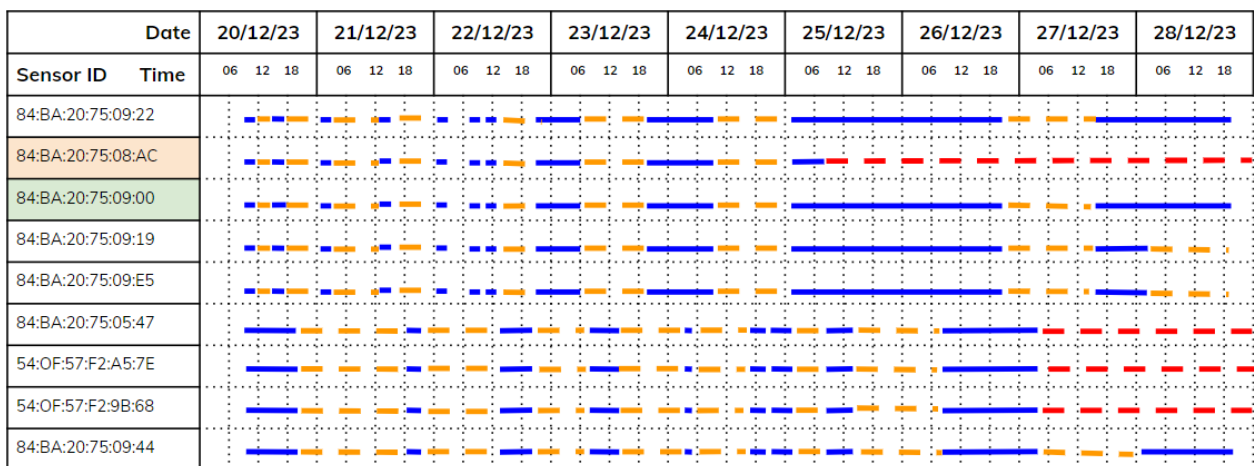 Date 20/12/23 21/12/23 22/12/23 23/12/23 24/12/23 25/12/23 26/12/23 27/12/23 28/12/23
Sensor ID Time 06 12 18 06 12 18 06 12 18 06 12 18 06 12 18 06 12 18 06 12 18 06 12 18 06 12 18
84:BA:20:75:09:22
84:BA:20:75:08:AC
84:BA:20:75:09:00
84:BA:20:75:09:19
84:BA:20:75:09:E5
84:BA:20:75:05:47
54:OF:57:F2:A5:7E
54:OF:57:F2:9B:68
84:BA:20:75:09:44